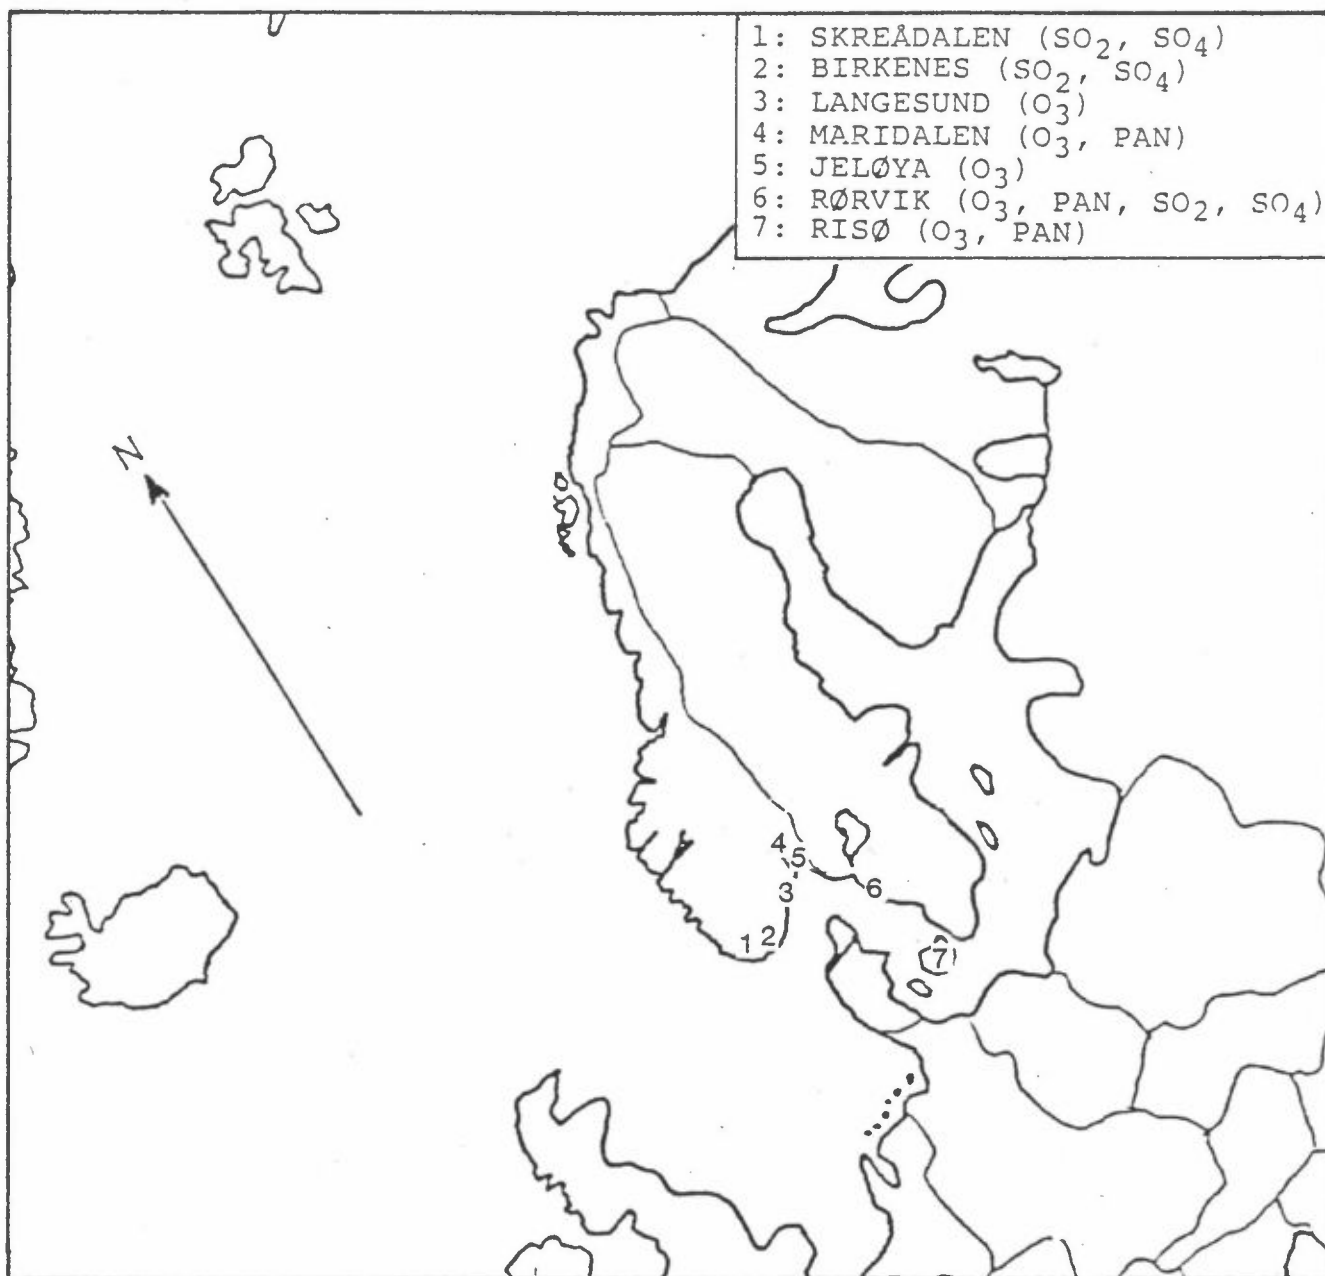 1: SKREÅDALEN (SO2, SO4)
2: BIRKENES (SO2, SO4)
3: LANGESUND (O3)
4: MARIDALEN (O3, PAN)
5: JELØYA (O3)
6: RØRVIK (O3, PAN, SO2, SO4)
7: RISØ (O3, PAN)
N
4
5
3
6
1 2
7